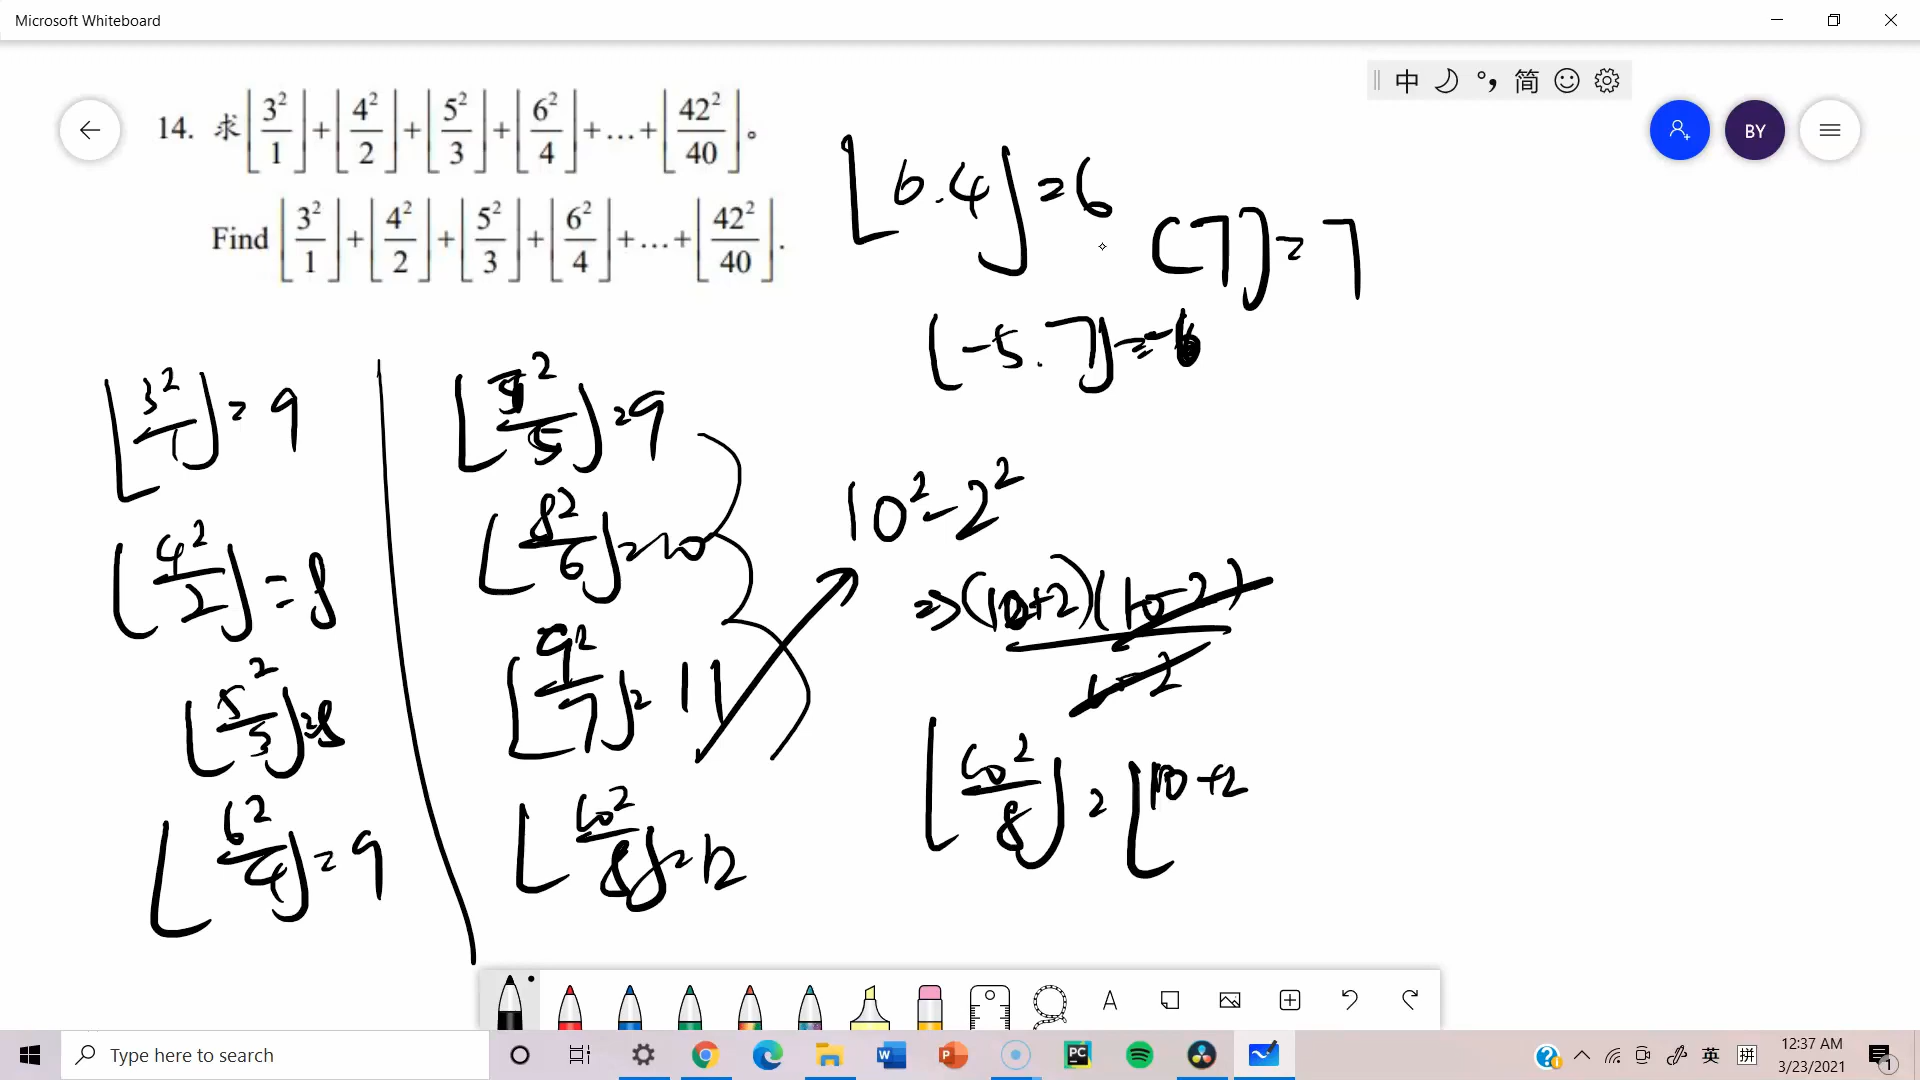 Microsoft Whiteboard
14. 求⌊3²/1⌋+⌊4²/2⌋+⌊5²/3⌋+⌊6²/4⌋+…+⌊42²/40⌋。
Find ⌊3²/1⌋+⌊4²/2⌋+⌊5²/3⌋+⌊6²/4⌋+…+⌊42²/40⌋.
中 °, 简
BY
⌊6.4⌋=6
⌊7⌋=7
⌊-5.7⌋=-6
⌊3²/1⌋=9
⌊4²/2⌋=8
⌊5²/3⌋=8
⌊6²/4⌋=9
⌊8²/6⌋=10
⌊9²/7⌋=11
⌊10²/8⌋=12
10²-2²
=>(10+2)(10-2)
⌊10²/8⌋=⌊10+2
A
Type here to search
W
P
PC
英
拼
12:37 AM
3/23/2021
1